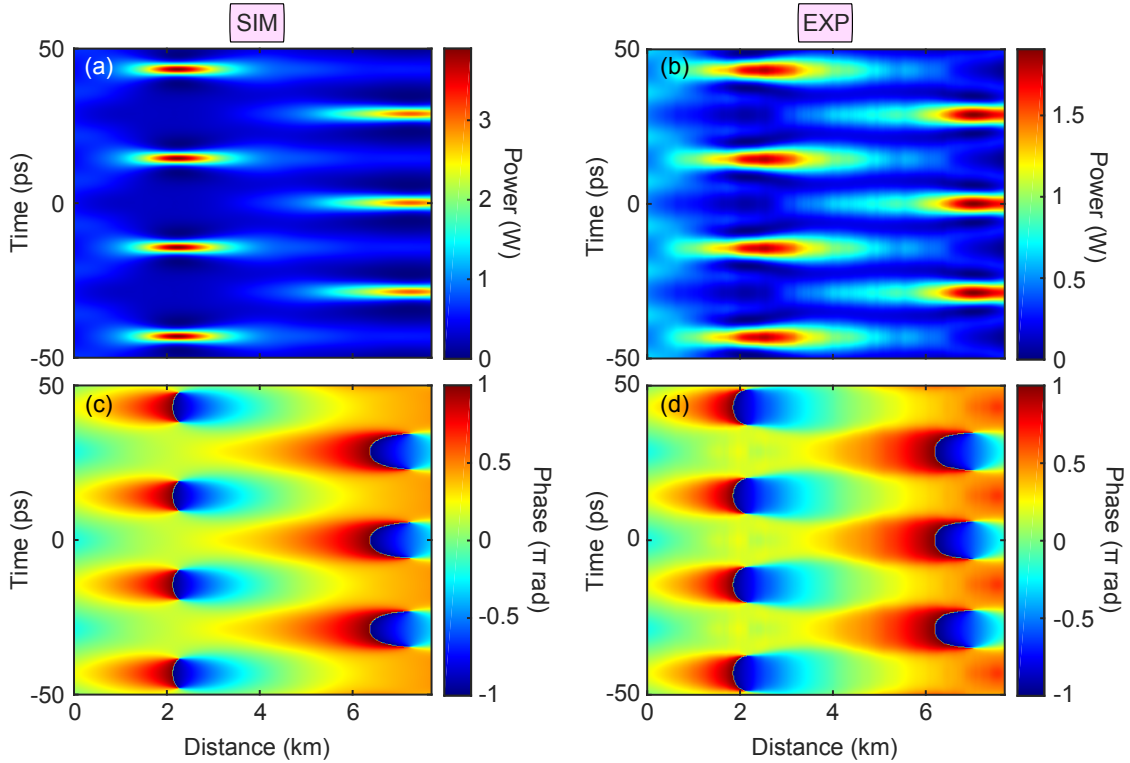 SIM
EXP
(a)
50
0
-50
Time (ps)
3
2
1
0
Power (W)
(b)
50
0
-50
Time (ps)
1.5
1
0.5
0
Power (W)
(c)
50
0
-50
Time (ps)
0
2
4
6
Distance (km)
1
0.5
0
-0.5
-1
Phase (π rad)
(d)
50
0
-50
Time (ps)
0
2
4
6
Distance (km)
1
0.5
0
-0.5
-1
Phase (π rad)